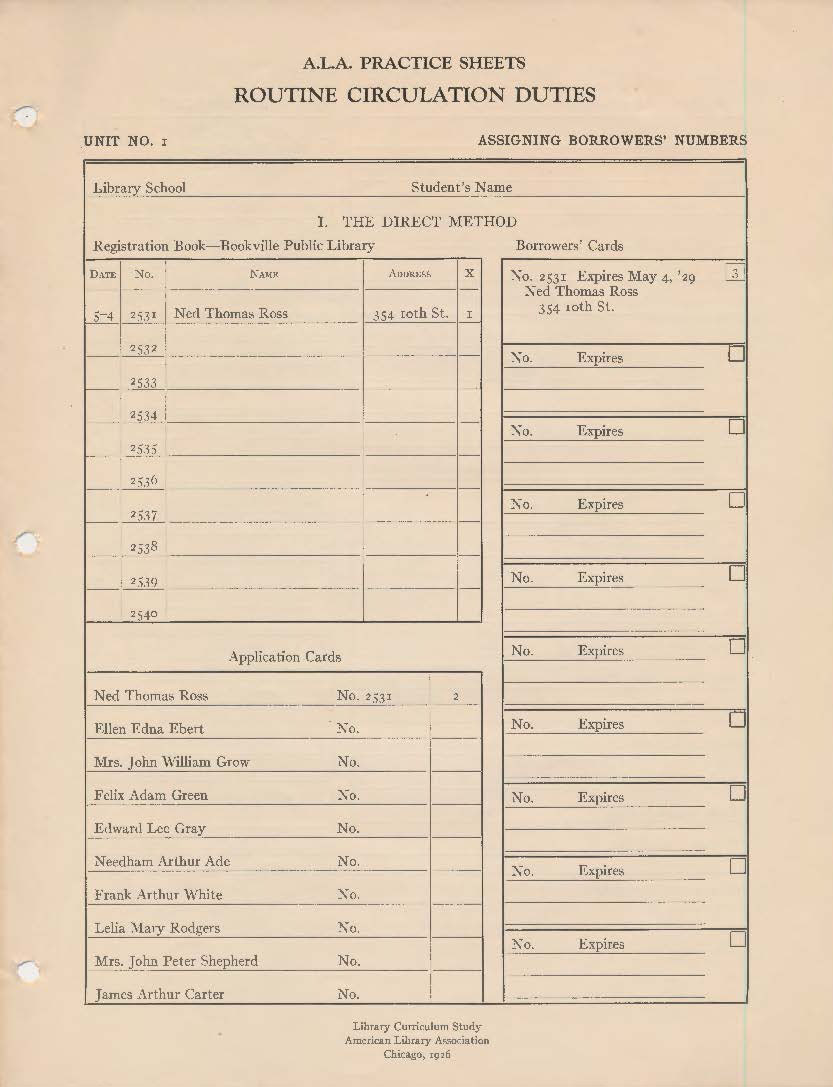 A.L.A. PRACTICE SHEETS
ROUTINE CIRCULATION DUTIES
UNIT NO. 1 ASSIGNING BORROWERS' NUMBERS
Library School Student's Name
I. THE DIRECT METHOD
Registration Book—Bookville Public Library
DATE NO. NAME ADDRESS X
5-4 2531 Ned Thomas Ross 354 10th St. 1
2532
2533
2534
2535
2536
2537
2538
2539
2540
Application Cards
Ned Thomas Ross No. 2531 2
Ellen Edna Ebert No.
Mrs. John William Grow No.
Felix Adam Green No.
Edward Lee Gray No.
Needham Arthur Ade No.
Frank Arthur White No.
Lelia Mary Rodgers No.
Mrs. John Peter Shepherd No.
James Arthur Carter No.
Borrowers' Cards
No. 2531 Expires May 4, '29 3
Ned Thomas Ross
354 10th St.
No. Expires
No. Expires
No. Expires
No. Expires
No. Expires
No. Expires
No. Expires
No. Expires
No. Expires
Library Curriculum Study
American Library Association
Chicago, 1926